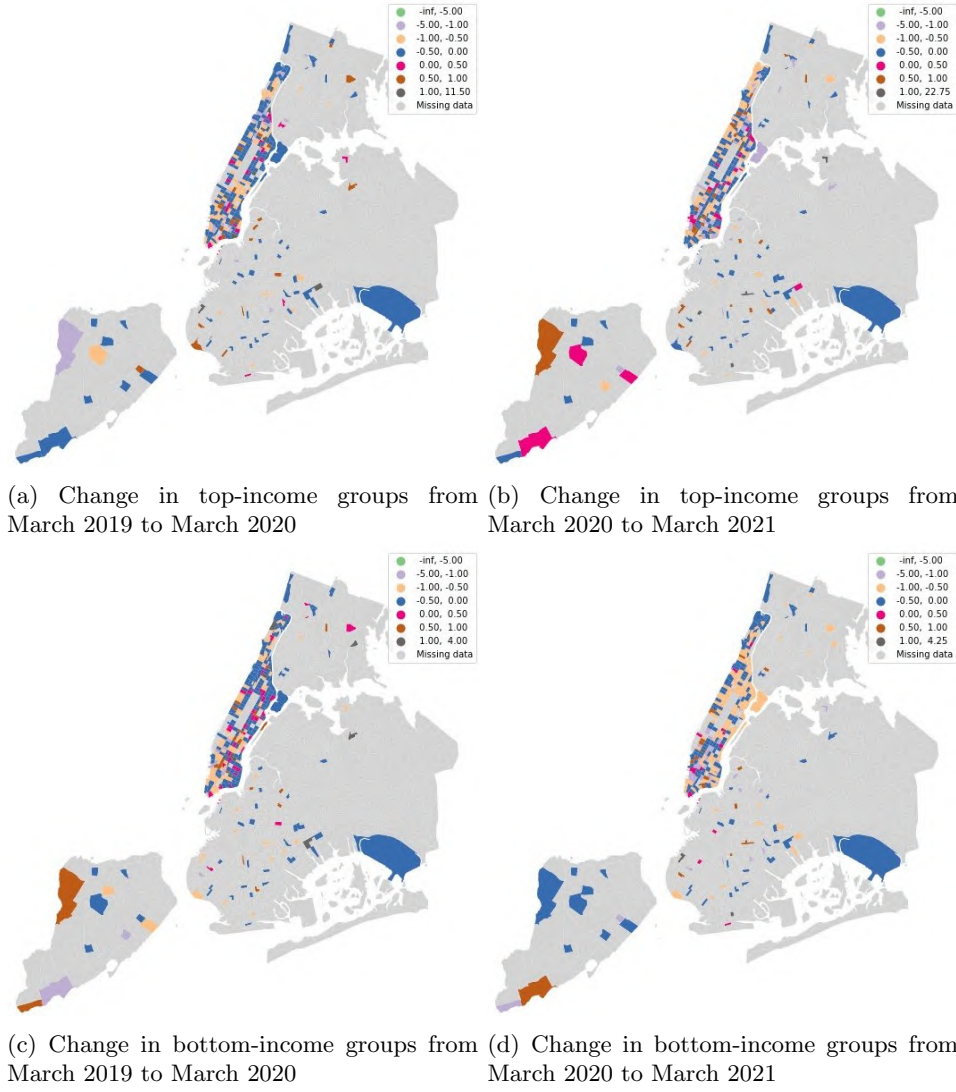 -inf, -5.00
-5.00, -1.00
-1.00, -0.50
-0.50, 0.00
0.00, 0.50
0.50, 1.00
1.00, 11.50
Missing data
-inf, -5.00
-5.00, -1.00
-1.00, -0.50
-0.50, 0.00
0.00, 0.50
0.50, 1.00
1.00, 22.75
Missing data
(a) Change in top-income groups from
March 2019 to March 2020
(b) Change in top-income groups from
March 2020 to March 2021
-inf, -5.00
-5.00, -1.00
-1.00, -0.50
-0.50, 0.00
0.00, 0.50
0.50, 1.00
1.00, 4.00
Missing data
-inf, -5.00
-5.00, -1.00
-1.00, -0.50
-0.50, 0.00
0.00, 0.50
0.50, 1.00
1.00, 4.25
Missing data
(c) Change in bottom-income groups from
March 2019 to March 2020
(d) Change in bottom-income groups from
March 2020 to March 2021